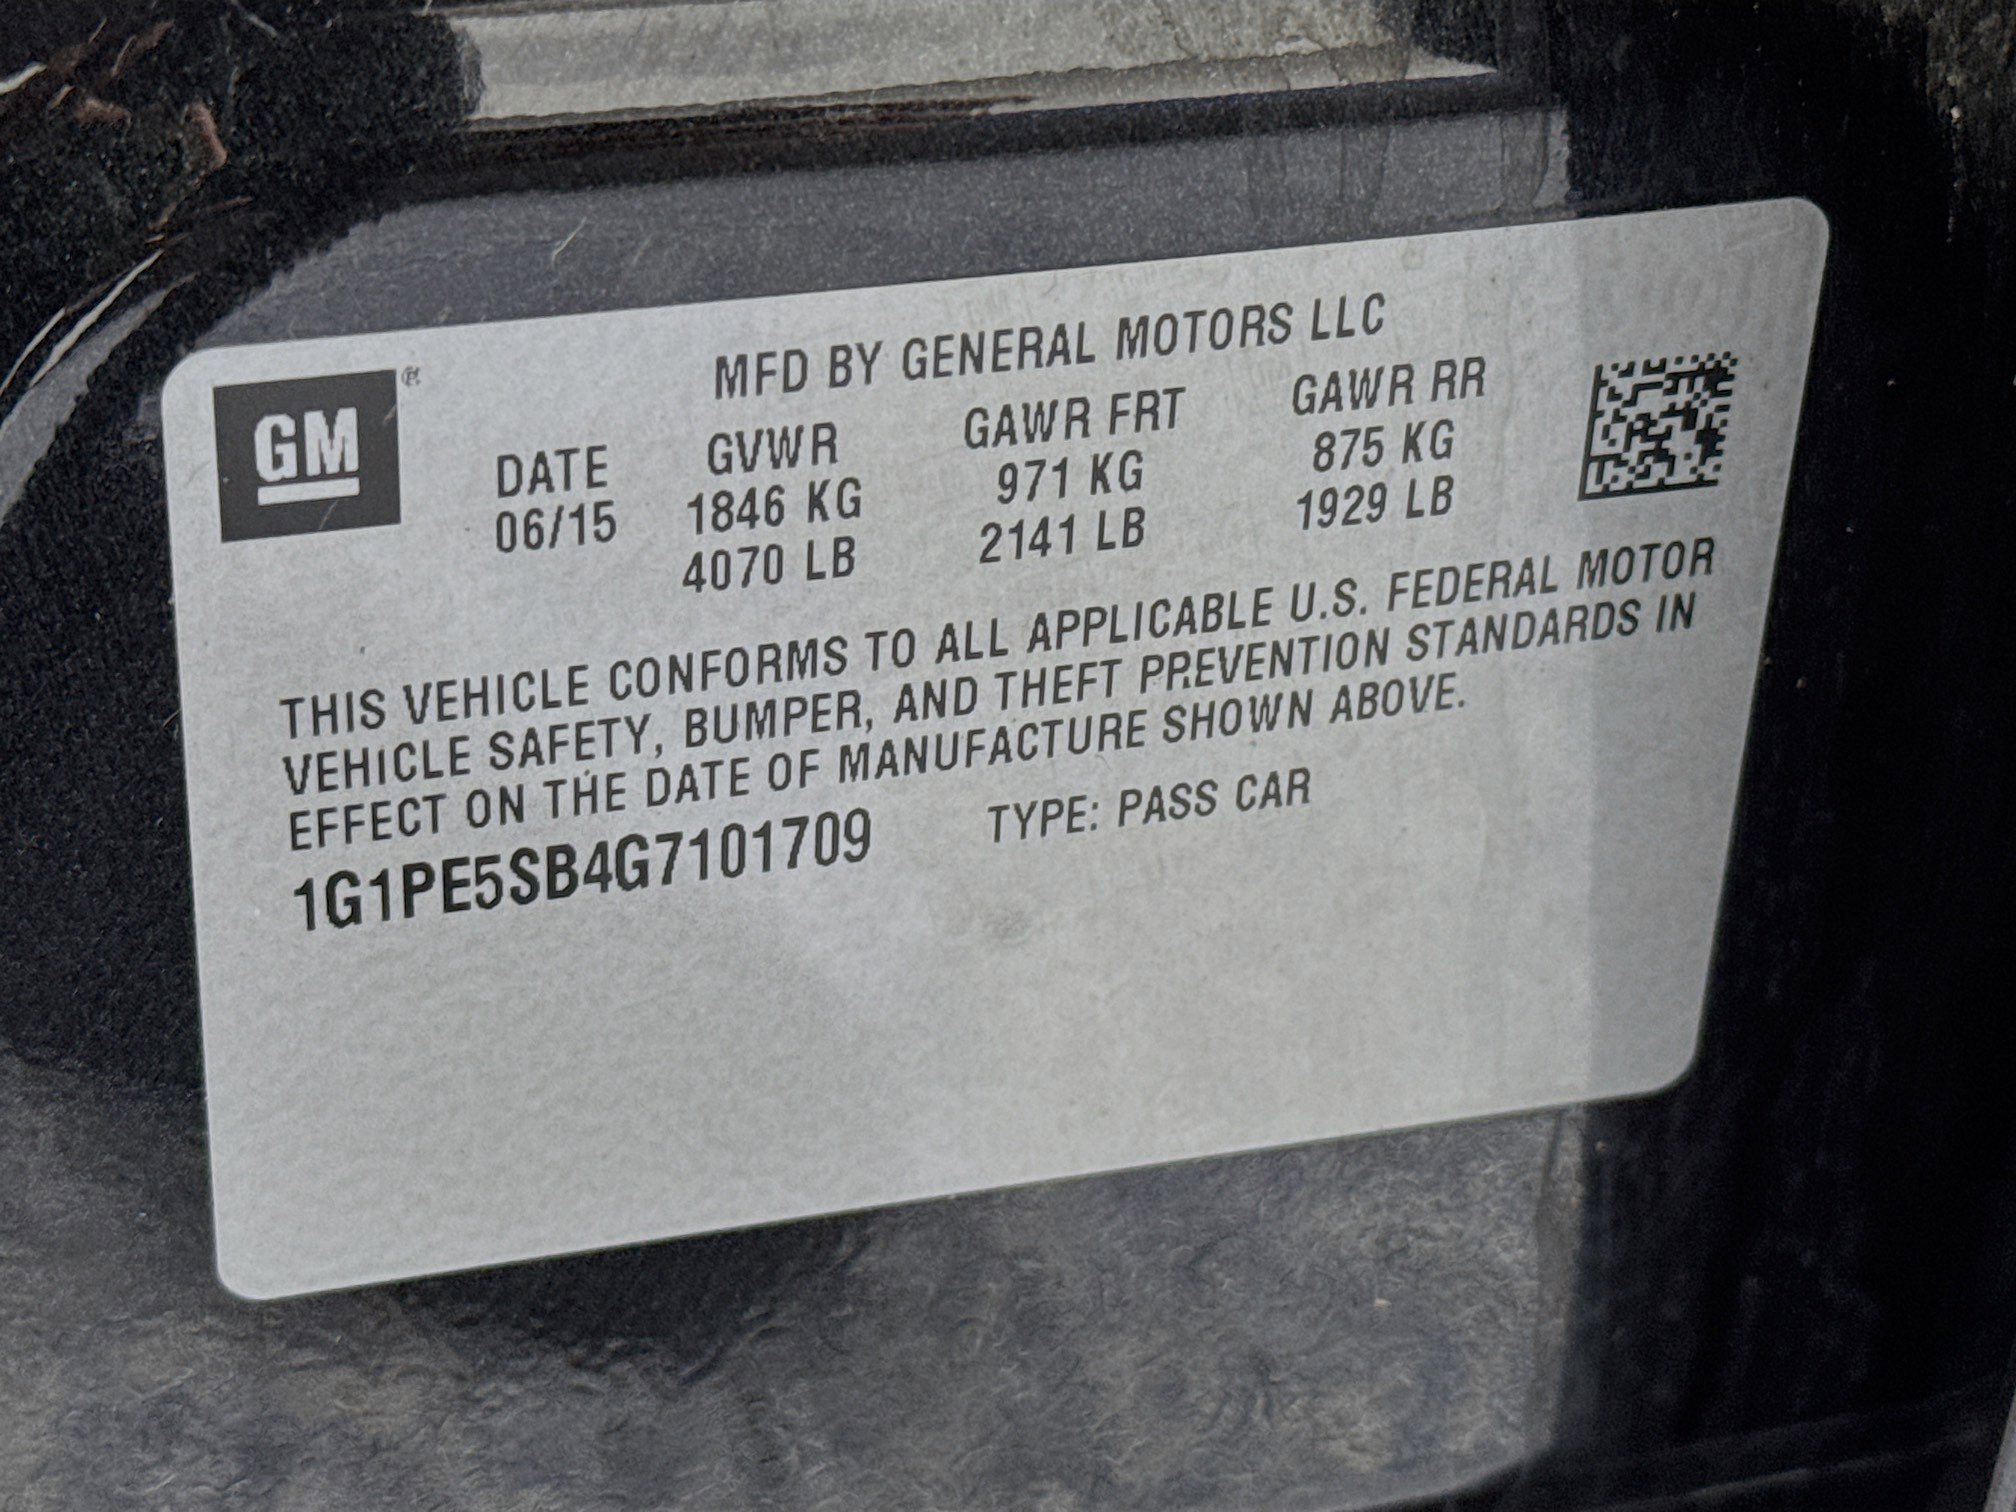 MFD BY GENERAL MOTORS LLC
GM ®
DATE GVWR GAWR FRT GAWR RR
06/15 1846 KG 971 KG 875 KG
4070 LB 2141 LB 1929 LB
THIS VEHICLE CONFORMS TO ALL APPLICABLE U.S. FEDERAL MOTOR
VEHICLE SAFETY, BUMPER, AND THEFT PREVENTION STANDARDS IN
EFFECT ON THE DATE OF MANUFACTURE SHOWN ABOVE.
1G1PE5SB4G7101709 TYPE: PASS CAR